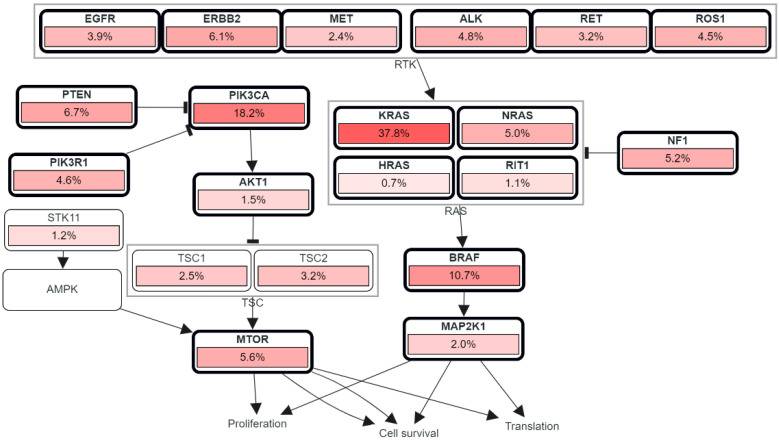 EGFR ERBB2 MET ALK RET ROS1
3.9% 6.1% 2.4% 4.8% 3.2% 4.5%
RTK
PTEN PIK3CA
6.7% 18.2%
KRAS NRAS
37.8% 5.0%
NF1
5.2%
PIK3R1
4.6%
HRAS RIT1
0.7% 1.1%
AKT1
1.5%
RAS
STK11
1.2%
TSC1 TSC2
2.5% 3.2%
BRAF
10.7%
AMPK
TSC
MAP2K1
2.0%
MTOR
5.6%
Proliferation
Cell survival
Translation